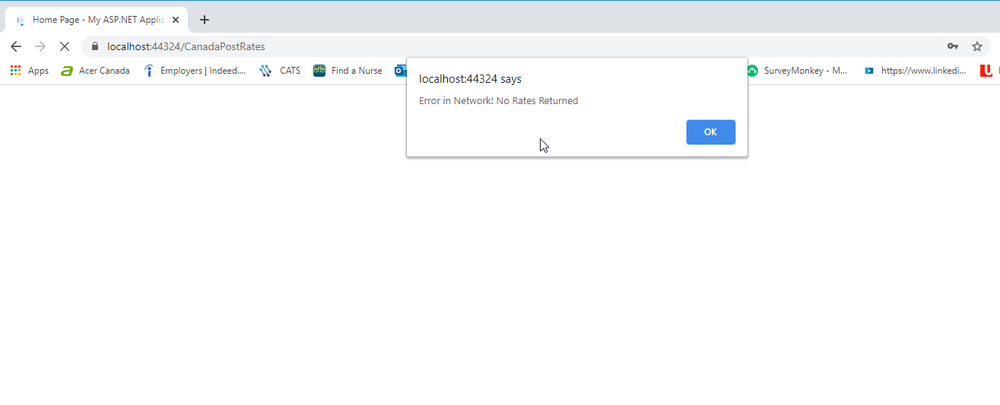 Home Page - My ASP.NET Applic
localhost:44324/CanadaPostRates
Apps Acer Canada Employers | Indeed.... CATS Find a Nurse SurveyMonkey - M... https://www.linkedi...
localhost:44324 says
Error in Network! No Rates Returned
OK